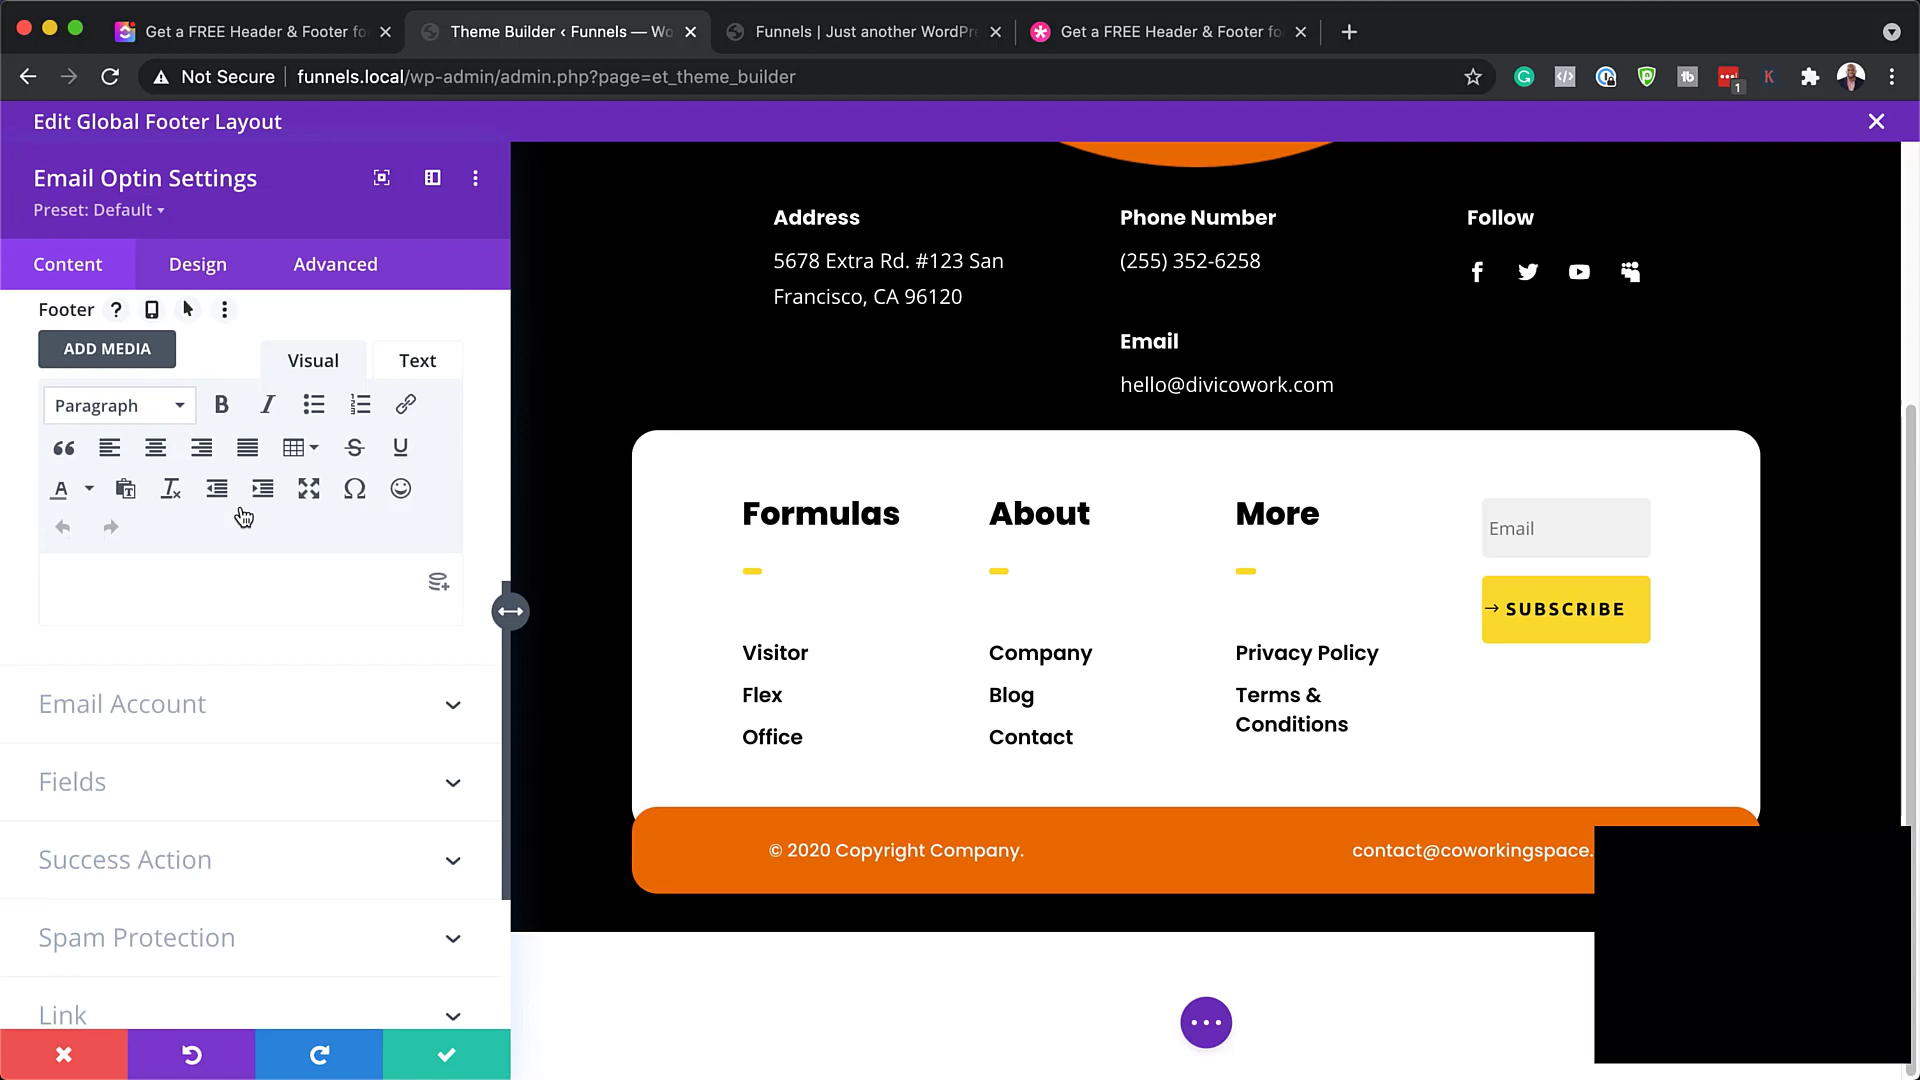 Get a FREE Header & Footer fo
Theme Builder ‹ Funnels — Wo
Funnels | Just another WordPre
Get a FREE Header & Footer fo
Not Secure
funnels.local/wp-admin/admin.php?page=et_theme_builder
1
Edit Global Footer Layout
Email Optin Settings
Preset: Default
Content
Design
Advanced
Footer
ADD MEDIA
Visual
Text
Paragraph
Email Account
Fields
Success Action
Spam Protection
Link
Address
5678 Extra Rd. #123 San
Francisco, CA 96120
Phone Number
(255) 352-6258
Email
hello@divicowork.com
Follow
Formulas
Visitor
Flex
Office
About
Company
Blog
Contact
More
Privacy Policy
Terms &
Conditions
Email
SUBSCRIBE
© 2020 Copyright Company.
contact@coworkingspace.